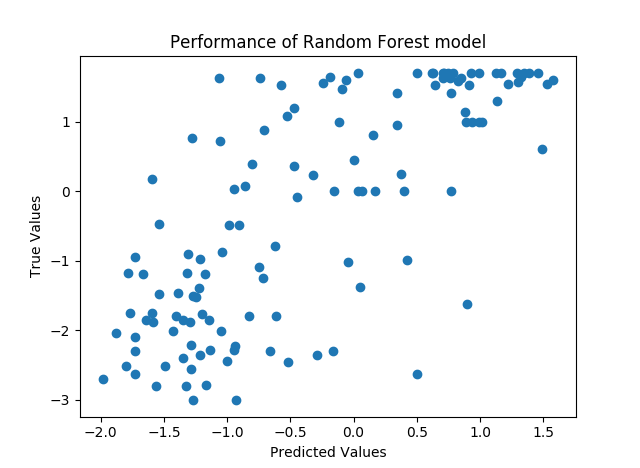 Performance of Random Forest model
True Values
1
0
−1
−2
−3
−2.0 −1.5 −1.0 −0.5 0.0 0.5 1.0 1.5
Predicted Values